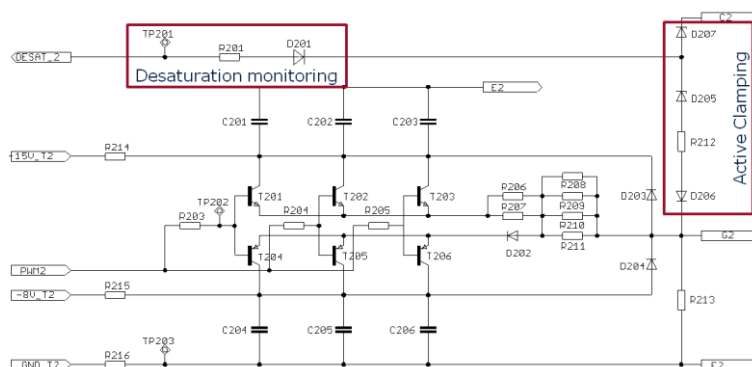 C2
TP201
D207
R201
D201
DESAT_2
Desaturation monitoring
E2
D205
C201
C202
C203
R212
Active Clamping
R214
+15V_T2
T201
T202
T203
R206
R208
D203
D206
TP202
R203
R204
R205
R207
R209
R210
G2
R211
T204
T205
T206
D202
D204
PWM2
-8V_T2
R215
R213
C204
C205
C206
TP203
GND_T2
R216
E2